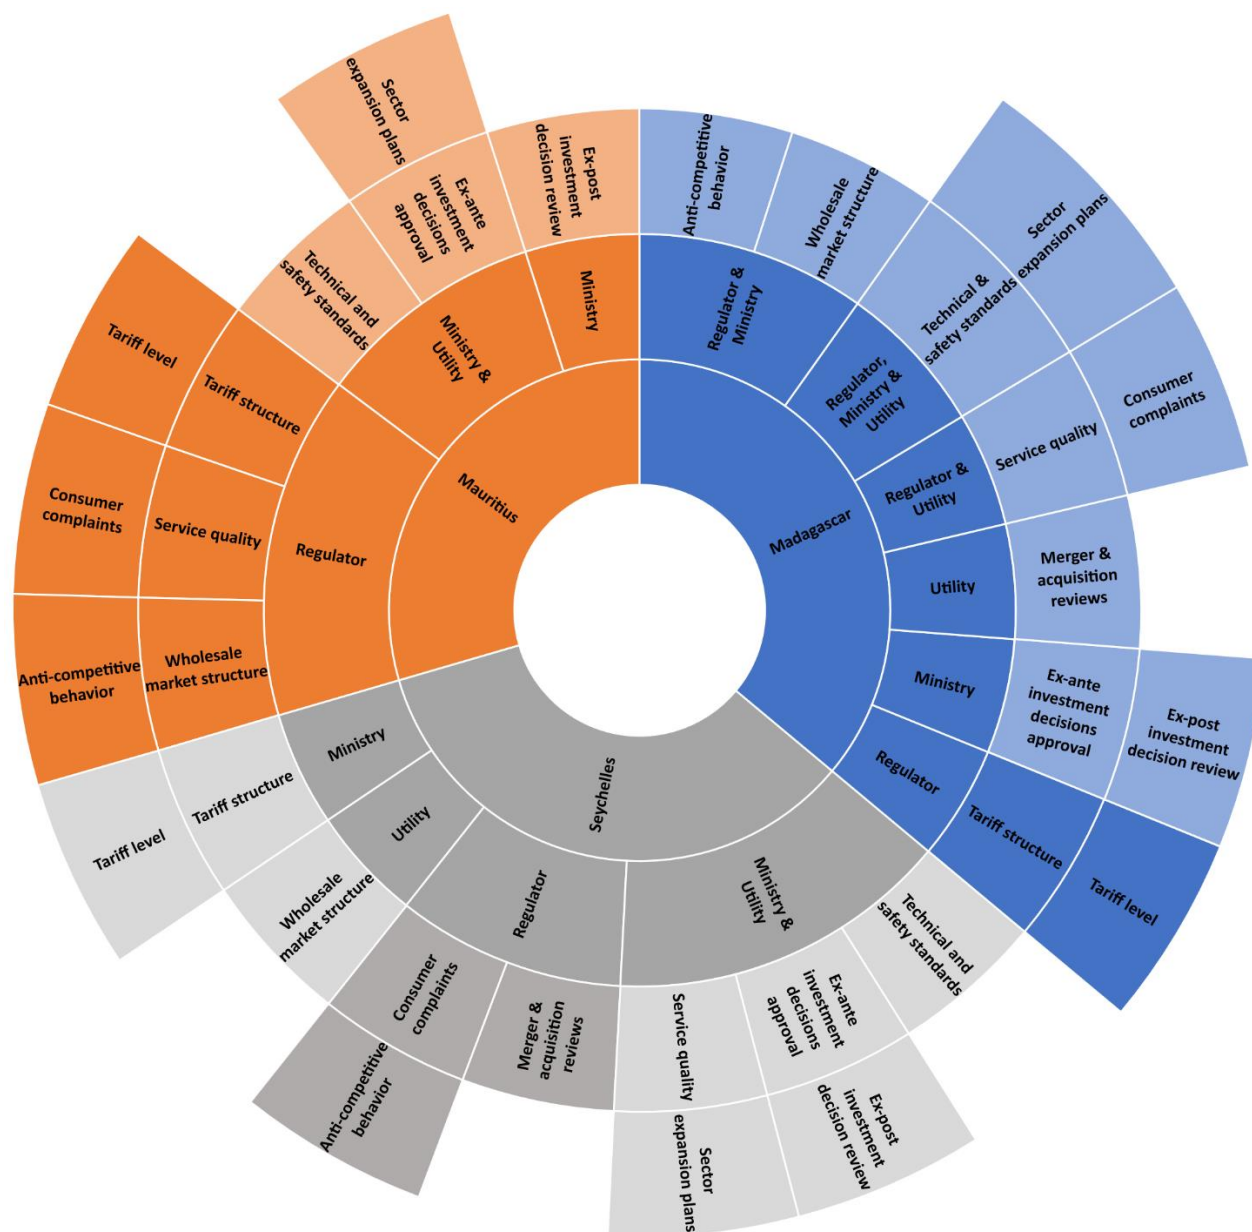 Madagascar
Regulator &
Ministry
Anti-competitive
behavior
Wholesale
market structure
Regulator,
Ministry &
Utility
Technical &
safety standards
Sector
expansion plans
Regulator &
Utility
Service quality
Consumer
complaints
Utility
Merger &
acquisition
reviews
Ministry
Ex-ante
investment
decisions
approval
Ex-post
investment
decision review
Regulator
Tariff structure
Tariff level
Seychelles
Ministry &
Utility
Technical and
safety standards
Ex-ante
investment
decisions
approval
Ex-post
investment
decision review
Service quality
Sector
expansion plans
Regulator
Merger &
acquisition
reviews
Consumer
complaints
Anti-competitive
behavior
Utility
Wholesale
market structure
Ministry
Tariff structure
Tariff level
Mauritius
Regulator
Wholesale
market structure
Anti-competitive
behavior
Service quality
Consumer
complaints
Tariff structure
Tariff level
Ministry &
Utility
Technical and
safety standards
Ex-ante
investment
decisions
approval
Sector
expansion plans
Ministry
Ex-post
investment
decision review